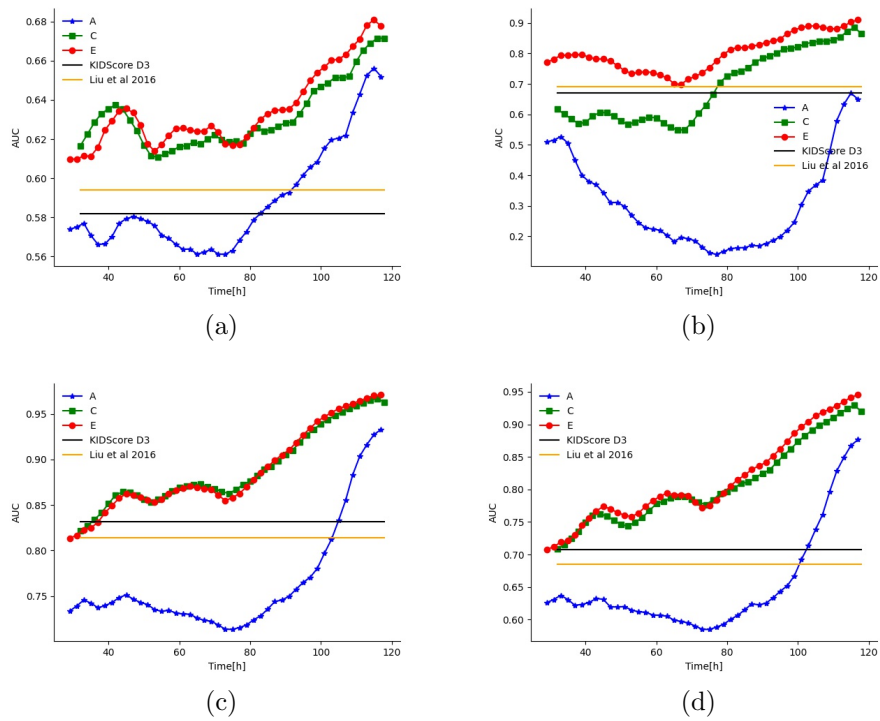 A
C
E
KIDScore D3
Liu et al 2016
0.68
0.66
0.64
0.62
0.60
0.58
0.56
AUC
40
60
80
100
120
Time[h]
(a)
0.9
0.8
0.7
0.6
0.5
0.4
0.3
0.2
AUC
A
C
E
KIDScore D3
Liu et al 2016
40
60
80
100
120
Time[h]
(b)
A
C
E
KIDScore D3
Liu et al 2016
0.95
0.90
0.85
0.80
0.75
AUC
40
60
80
100
120
Time[h]
(c)
A
C
E
KIDScore D3
Liu et al 2016
0.95
0.90
0.85
0.80
0.75
0.70
0.65
0.60
AUC
40
60
80
100
120
Time[h]
(d)